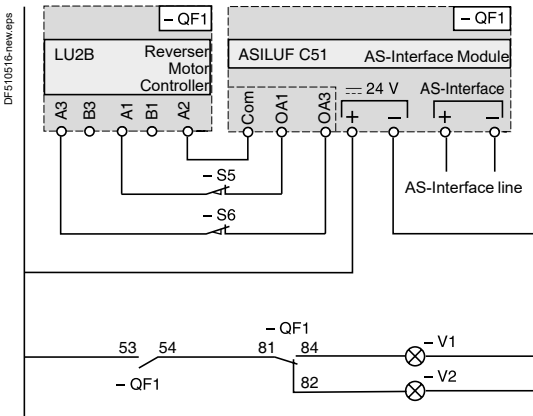 DF510516-new.eps
– QF1
– QF1
LU2B
Reverser
Motor
Controller
ASILUF C51
AS-Interface Module
A3
B3
A1
B1
A2
Com
OA1
OA3
24 V
AS-Interface
+
–
+
–
– S5
AS-Interface line
– S6
– QF1
53
54
81
84
– V1
– QF1
82
– V2